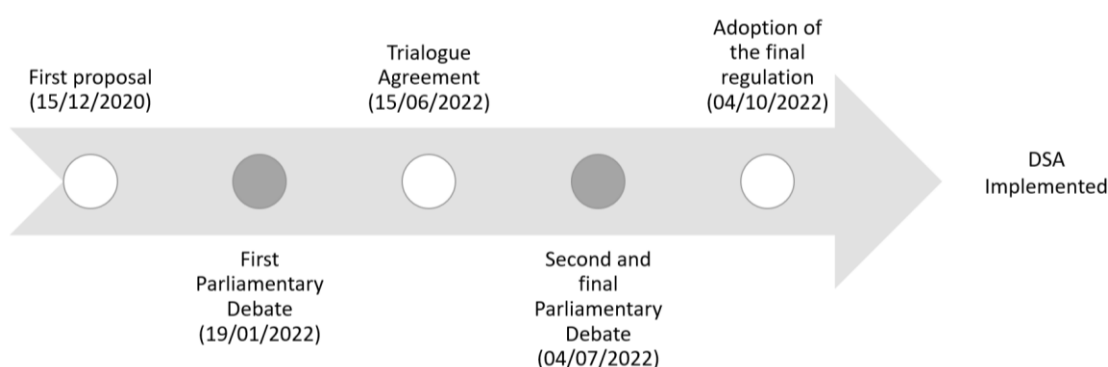 First proposal
(15/12/2020)
First
Parliamentary
Debate
(19/01/2022)
Trialogue
Agreement
(15/06/2022)
Second and
final
Parliamentary
Debate
(04/07/2022)
Adoption of
the final
regulation
(04/10/2022)
DSA
Implemented